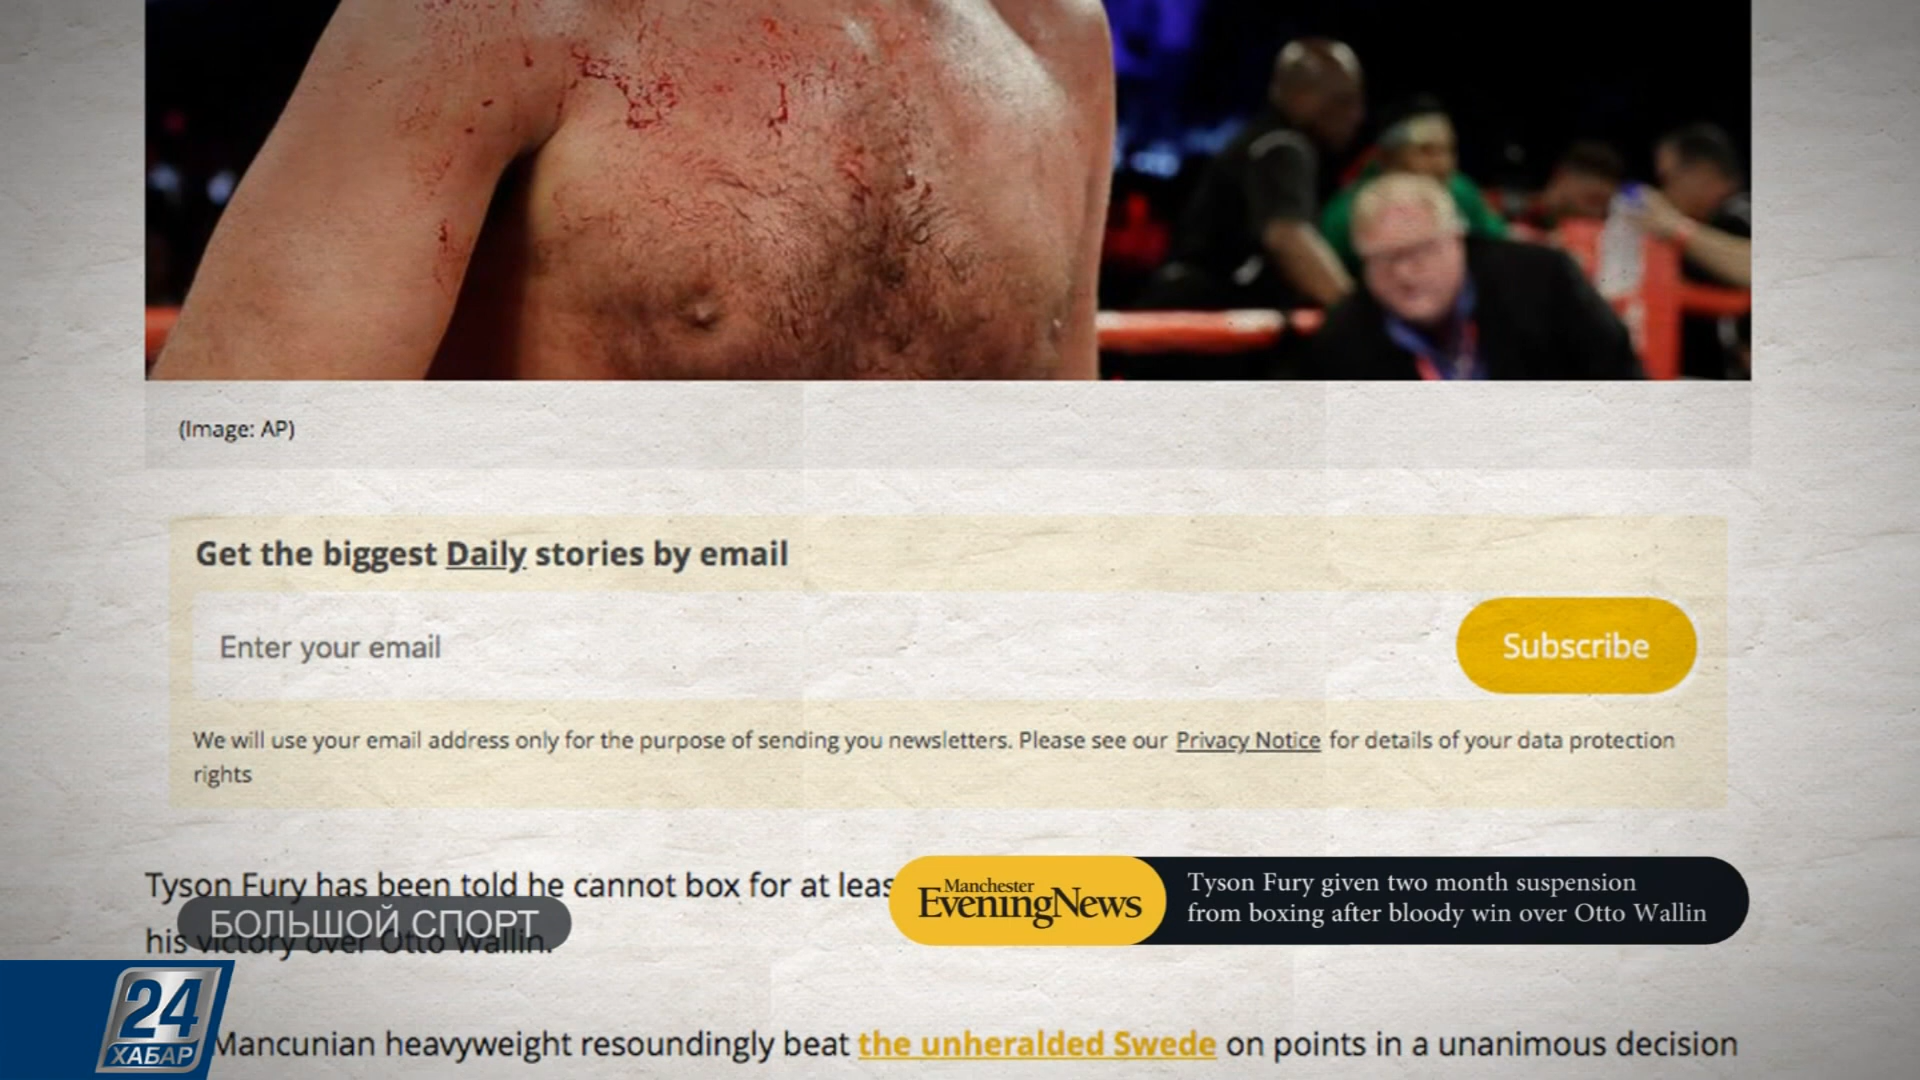 (Image: AP)
Get the biggest Daily stories by email
Enter your email
Subscribe
We will use your email address only for the purpose of sending you newsletters. Please see our Privacy Notice for details of your data protection
rights
Tyson Fury has been told he cannot box for at leas
his victory over Otto Wallin.
БОЛЬШОЙ СПОРТ
Manchester
EveningNews
Tyson Fury given two month suspension
from boxing after bloody win over Otto Wallin
24
ХАБАР
Mancunian heavyweight resoundingly beat the unheralded Swede on points in a unanimous decision